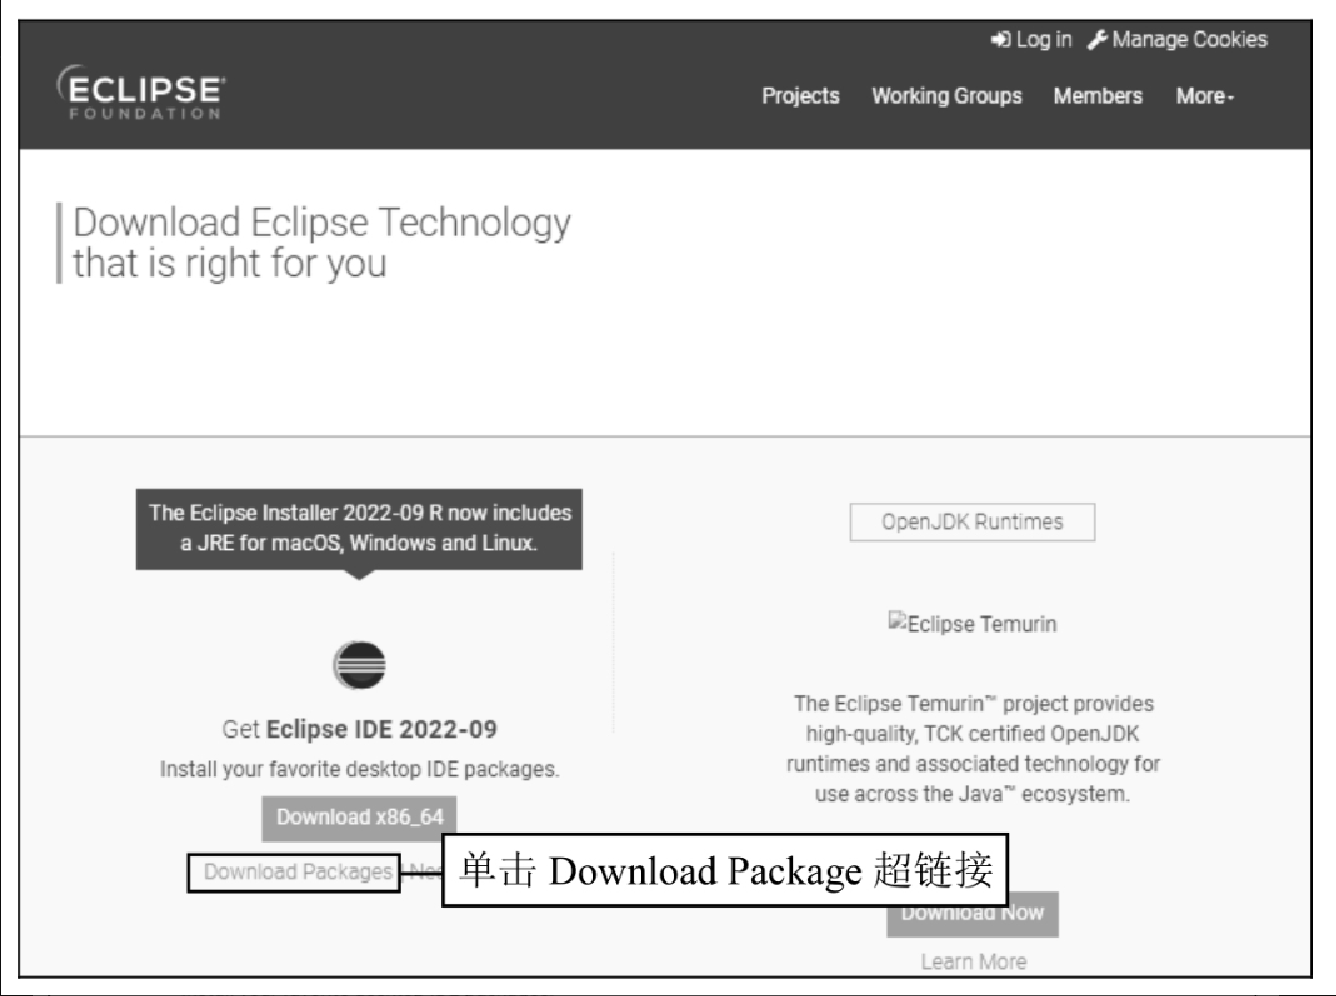 Log in Manage Cookies
ECLIPSE
FOUNDATION
Projects Working Groups Members More
Download Eclipse Technology
that is right for you
The Eclipse Installer 2022-09 R now includes
a JRE for macOS, Windows and Linux.
Get Eclipse IDE 2022-09
Install your favorite desktop IDE packages.
Download x86_64
Download Packages |
单击 Download Package 超链接
OpenJDK Runtimes
Eclipse Temurin
The Eclipse Temurin™ project provides
high-quality, TCK certified OpenJDK
runtimes and associated technology for
use across the Java™ ecosystem.
Download Now
Learn More